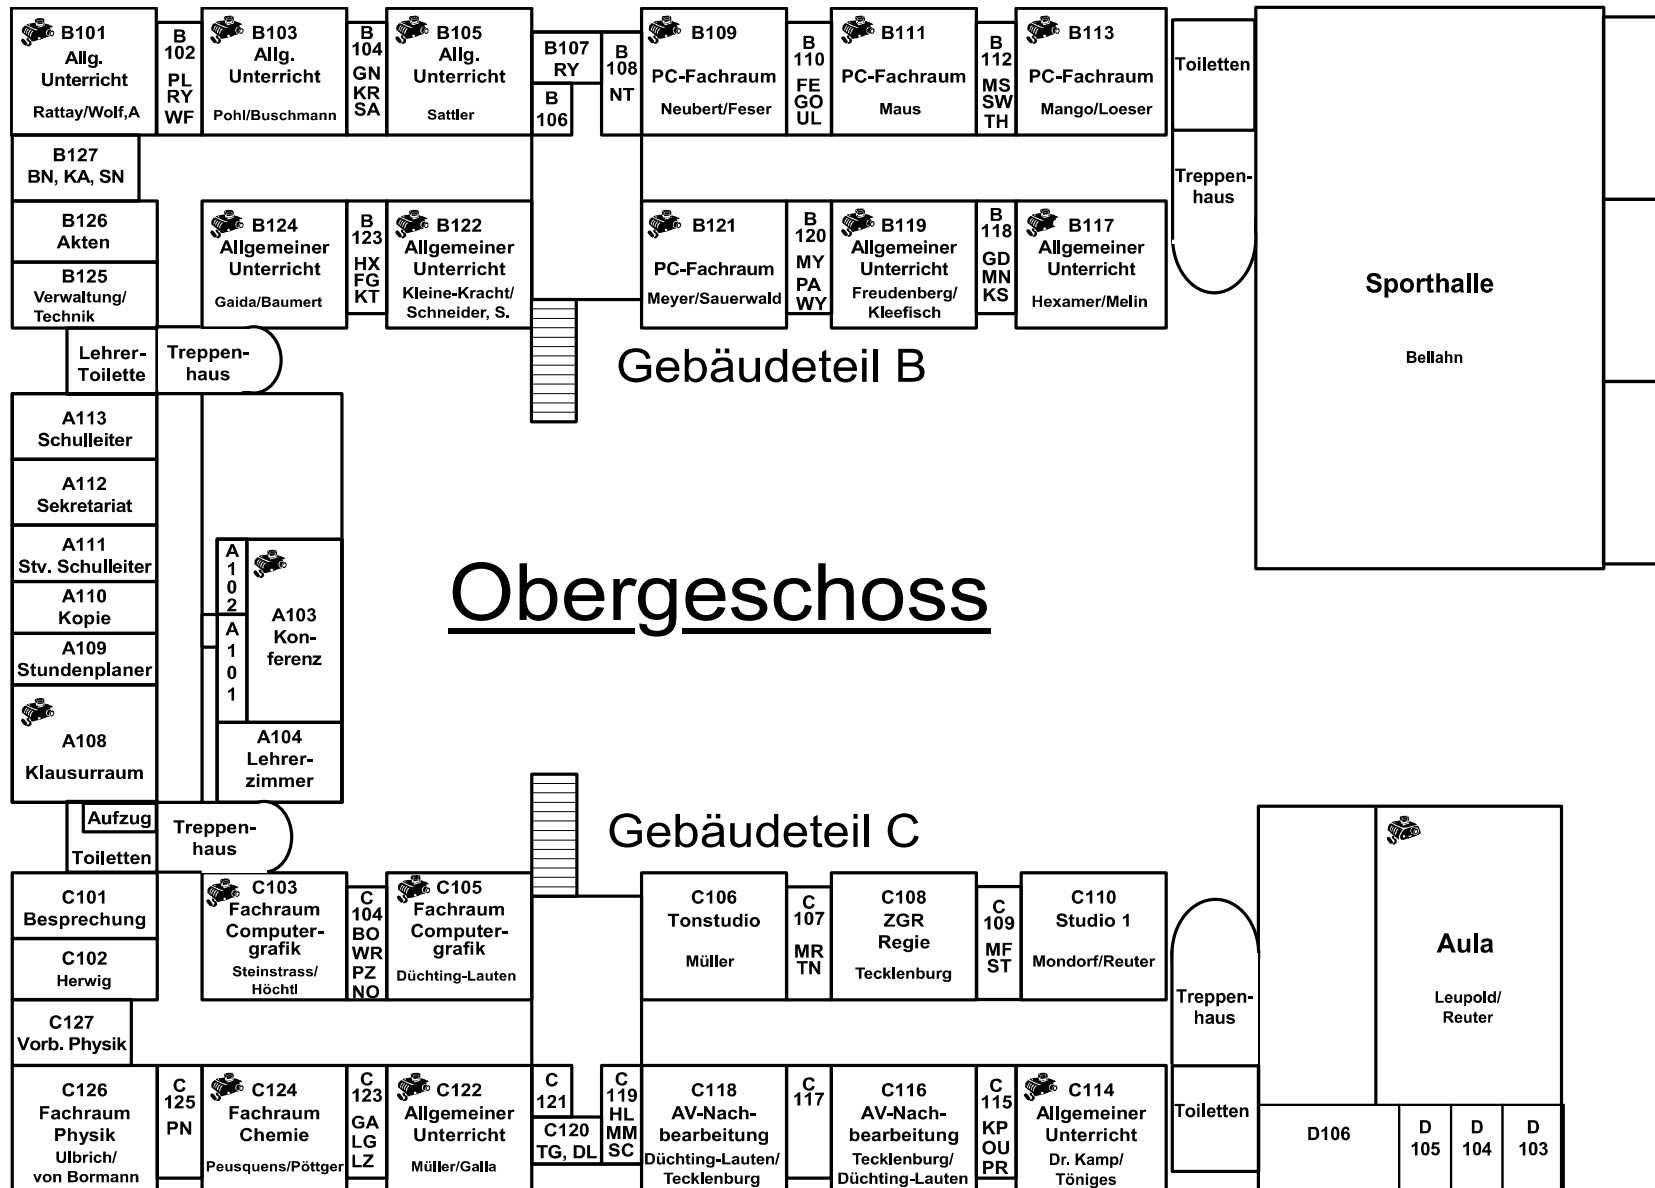 B101
Allg.
Unterricht
Rattay/Wolf,A
B
102
PL
RY
WF
B103
Allg.
Unterricht
Pohl/Buschmann
B
104
GN
KR
SA
B105
Allg.
Unterricht
Sattler
B107
RY
B
106
B
108
NT
B109
PC-Fachraum
Neubert/Feser
B
110
FE
GO
UL
B111
PC-Fachraum
Maus
B
112
MS
SW
TH
B113
PC-Fachraum
Mango/Loeser
Toiletten
Treppen-
haus
Sporthalle
Bellahn
B127
BN, KA, SN
B126
Akten
B125
Verwaltung/
Technik
B124
Allgemeiner
Unterricht
Gaida/Baumert
B
123
HX
FG
KT
B122
Allgemeiner
Unterricht
Kleine-Kracht/
Schneider, S.
B121
PC-Fachraum
Meyer/Sauerwald
B
120
MY
PA
WY
B119
Allgemeiner
Unterricht
Freudenberg/
Kleefisch
B
118
GD
MN
KS
B117
Allgemeiner
Unterricht
Hexamer/Melin
Lehrer-
Toilette
Treppen-
haus
Gebäudeteil B
A113
Schulleiter
A112
Sekretariat
A111
Stv. Schulleiter
A110
Kopie
A109
Stundenplaner
A108
Klausurraum
A
1
0
2
A
1
0
1
A103
Kon-
ferenz
A104
Lehrer-
zimmer
Obergeschoss
Aufzug
Toiletten
Treppen-
haus
Gebäudeteil C
C101
Besprechung
C102
Herwig
C127
Vorb. Physik
C103
Fachraum
Computer-
grafik
Steinstrass/
Höchtl
C
104
BO
WR
PZ
NO
C105
Fachraum
Computer-
grafik
Düchting-Lauten
C106
Tonstudio
Müller
C
107
MR
TN
C108
ZGR
Regie
Tecklenburg
C
109
MF
ST
C110
Studio 1
Mondorf/Reuter
Treppen-
haus
Toiletten
Aula
Leupold/
Reuter
C126
Fachraum
Physik
Ulbrich/
von Bormann
C
125
PN
C124
Fachraum
Chemie
Peusquens/Pöttger
C
123
GA
LG
LZ
C122
Allgemeiner
Unterricht
Müller/Galla
C
121
C120
TG, DL
C
119
HL
MM
SC
C118
AV-Nach-
bearbeitung
Düchting-Lauten/
Tecklenburg
C
117
C116
AV-Nach-
bearbeitung
Tecklenburg/
Düchting-Lauten
C
115
KP
OU
PR
C114
Allgemeiner
Unterricht
Dr. Kamp/
Töniges
D106
D
105
D
104
D
103